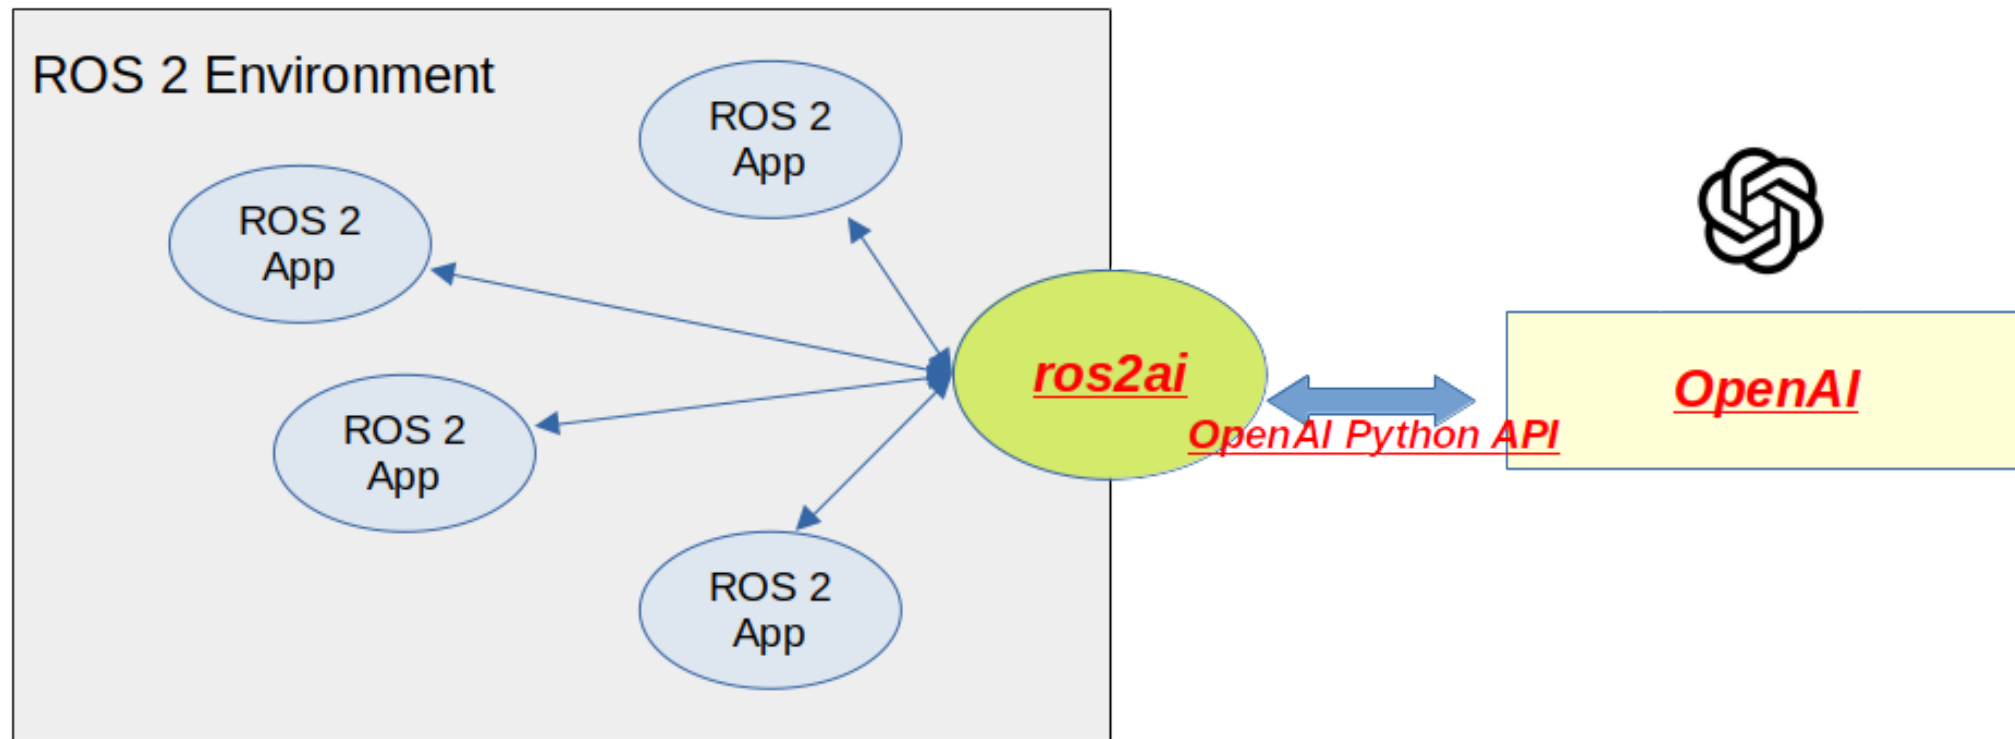 ROS 2 Environment
ROS 2
App
ROS 2
App
ROS 2
App
ROS 2
App
ros2ai
OpenAI Python API
OpenAI